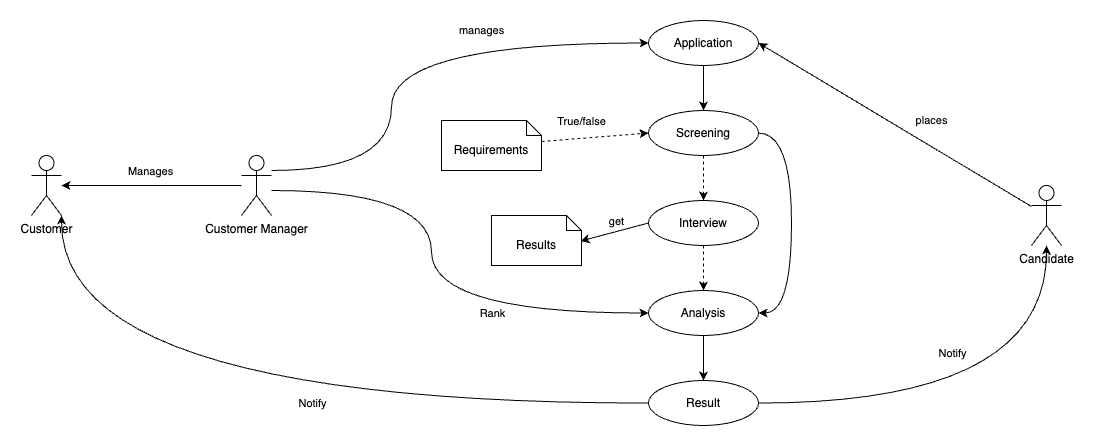 manages
Application
places
True/false
Requirements
Screening
Manages
Customer
Customer Manager
get
Interview
Results
Candidate
Rank
Analysis
Notify
Notify
Result